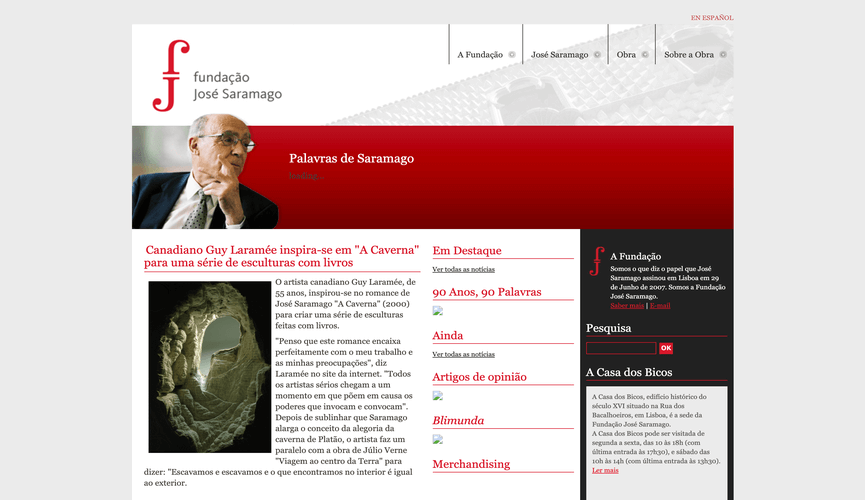 EN ESPAÑOL
fundação
José Saramago
A Fundação
José Saramago
Obra
Sobre a Obra
Palavras de Saramago
loading...
Canadiano Guy Laramée inspira-se em "A Caverna"
para uma série de esculturas com livros
O artista canadiano Guy Laramée, de
55 anos, inspirou-se no romance de
José Saramago "A Caverna" (2000)
para criar uma série de esculturas
feitas com livros.
"Penso que este romance encaixa
perfeitamente com o meu trabalho e
as minhas preocupações", diz
Laramée no site da internet. "Todos
os artistas sérios chegam a um
momento em que põem em causa os
poderes que invocam e convocam".
Depois de sublinhar que Saramago
alarga o conceito da alegoria da
caverna de Platão, o artista faz um
paralelo com a obra de Júlio Verne
"Viagem ao centro da Terra" para
dizer: "Escavamos e escavamos e o que encontramos no interior é igual
ao exterior.
Em Destaque
Ver todas as notícias
90 Anos, 90 Palavras
Ainda
Ver todas as notícias
Artigos de opinião
Blimunda
Merchandising
A Fundação
Somos o que diz o papel que José
Saramago assinou em Lisboa em 29
de Junho de 2007. Somos a Fundação
José Saramago.
Saber mais | E-mail
Pesquisa
OK
A Casa dos Bicos
A Casa dos Bicos, edifício histórico do
século XVI situado na Rua dos
Bacalhoeiros, em Lisboa, é a sede da
Fundação José Saramago.
A Casa dos Bicos pode ser visitada de
segunda a sexta, das 10 às 18h (com
última entrada às 17h30), e sábado das
10h às 14h (com última entrada às 13h30).
Ler mais